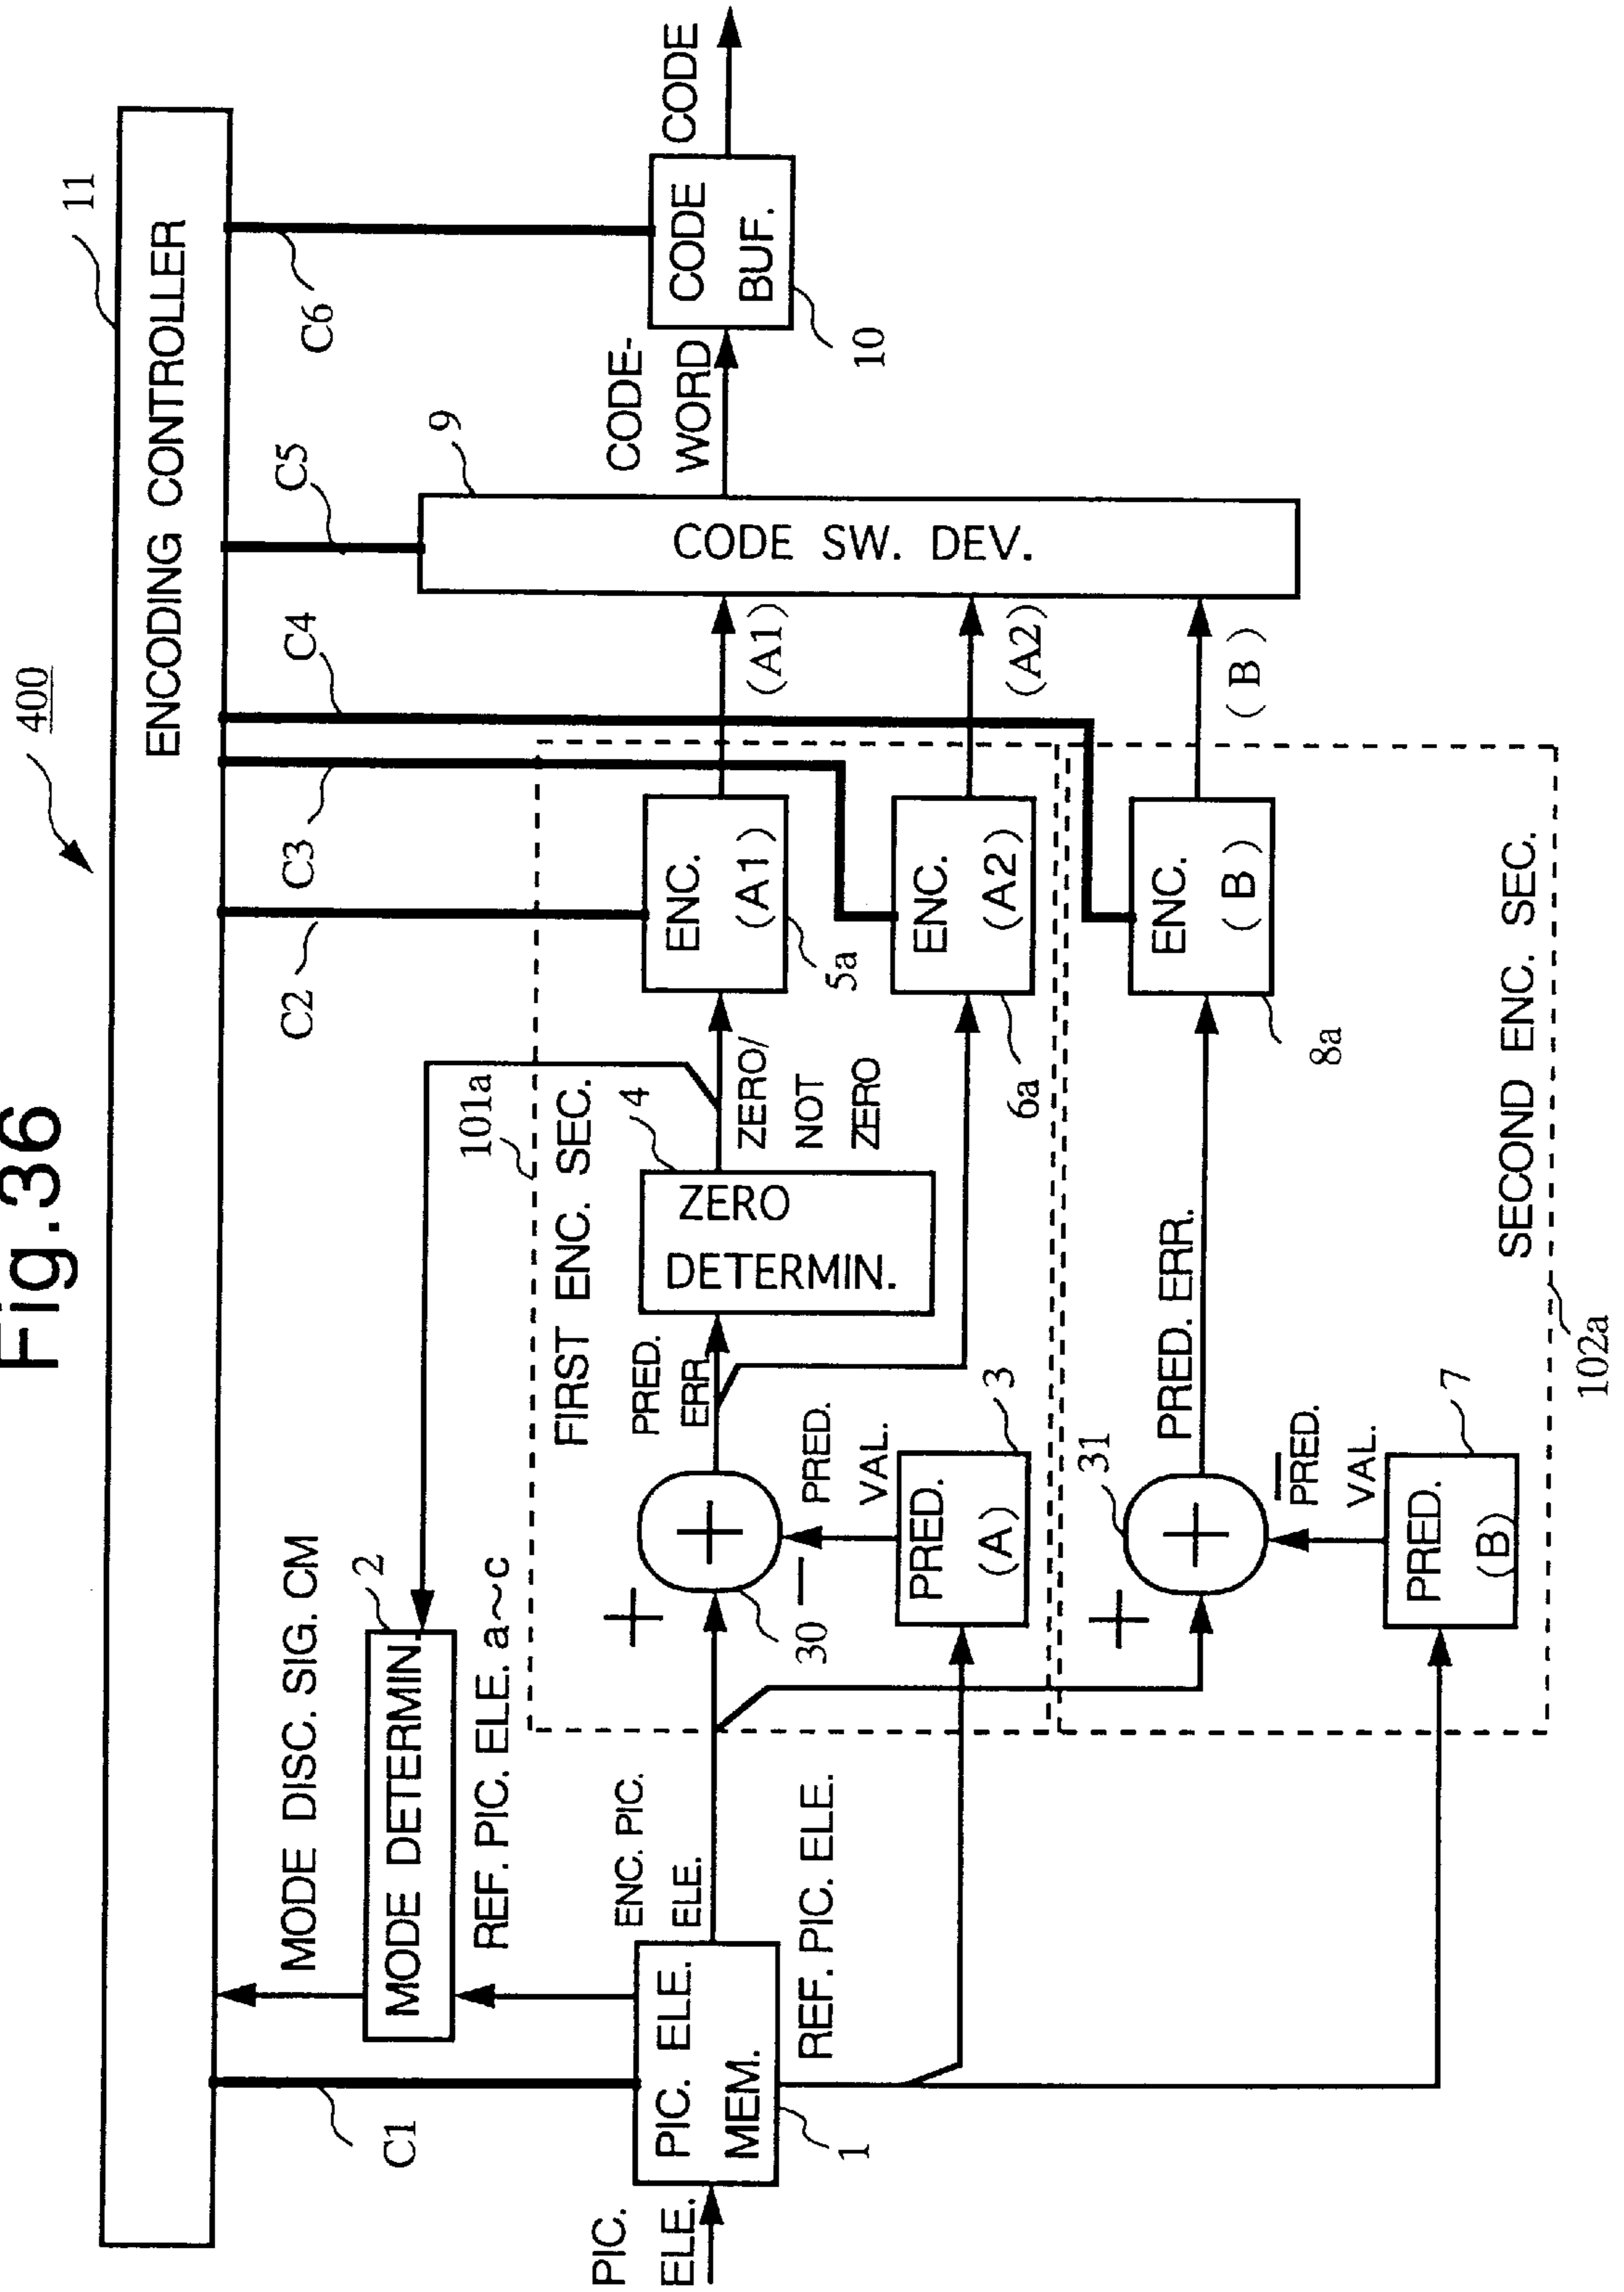 Fig.36
400
11
ENCODING CONTROLLER
C1
MODE DISC. SIG. CM
C2
C3
C4
C5
C6
2
MODE DETERMIN.
REF. PIC. ELE. a~c
101a
FIRST ENC. SEC.
PIC.
ELE.
PIC. ELE.
MEM.
1
ENC. PIC.
ELE.
REF. PIC. ELE.
+
+
30
−
PRED.
ERR.
PRED.
VAL.
PRED.
(A)
3
ZERO
DETERMIN.
4
ZERO/
NOT
ZERO
ENC.
(A1)
5a
ENC.
(A2)
6a
(A1)
(A2)
(B)
9
CODE SW. DEV.
CODE-
WORD
CODE
BUF.
10
CODE
+
+
31
−
PRED.
VAL.
PRED.
(B)
7
PRED. ERR.
ENC.
(B)
8a
SECOND ENC. SEC.
102a